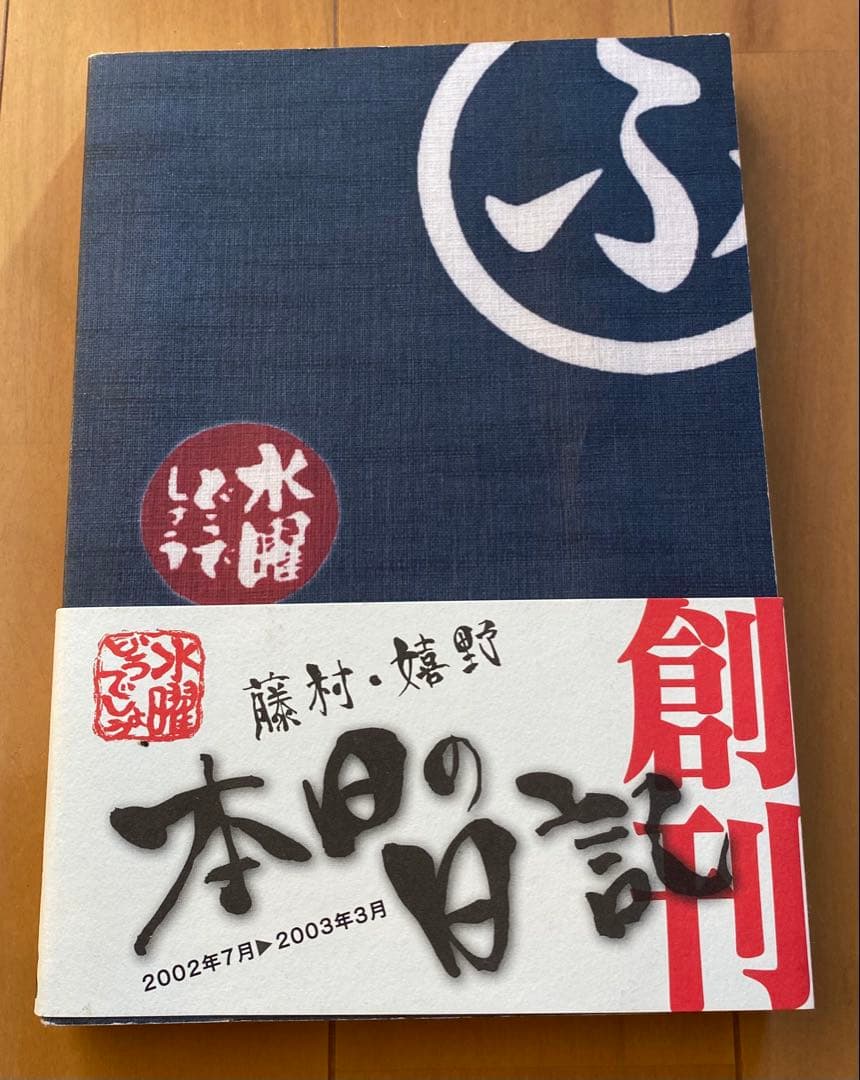 ふ
水曜
どうで
しょう
創刊
水曜
どうでしょう
藤村・嬉野
本日の
日記
2002年7月▶2003年3月